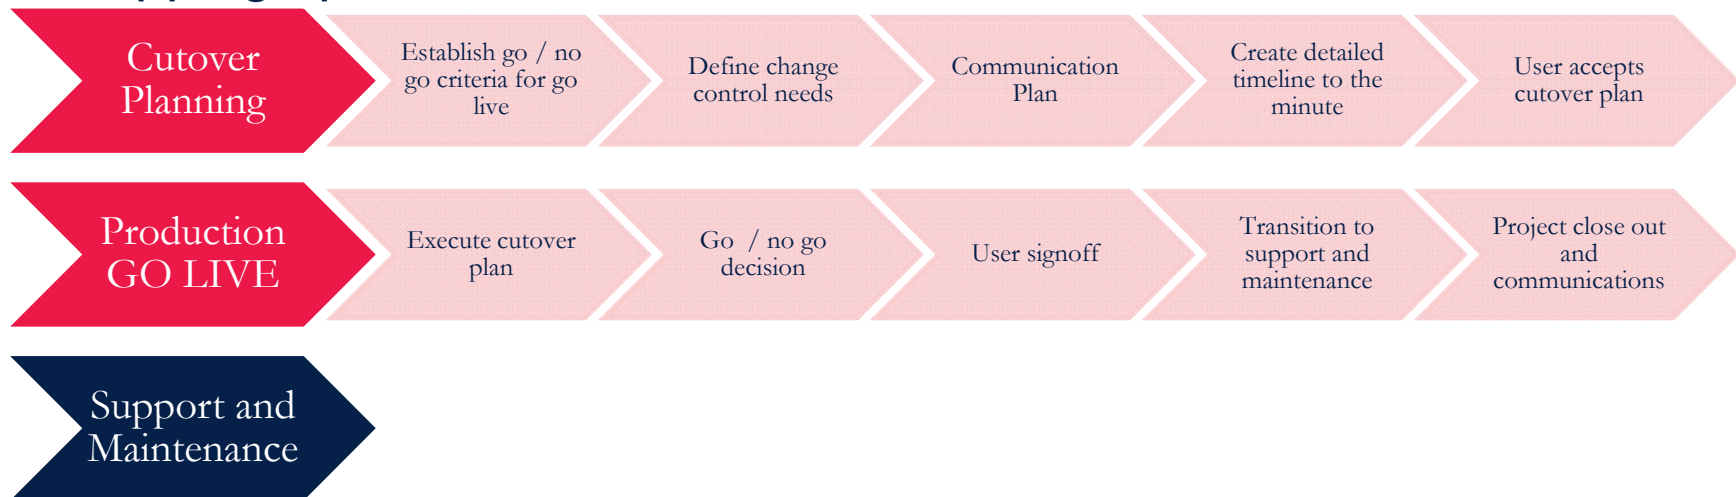 Cutover
Planning
Establish go / no
go criteria for go
live
Define change
control needs
Communication
Plan
Create detailed
timeline to the
minute
User accepts
cutover plan
Production
GO LIVE
Execute cutover
plan
Go / no go
decision
User signoff
Transition to
support and
maintenance
Project close out
and
communications
Support and
Maintenance